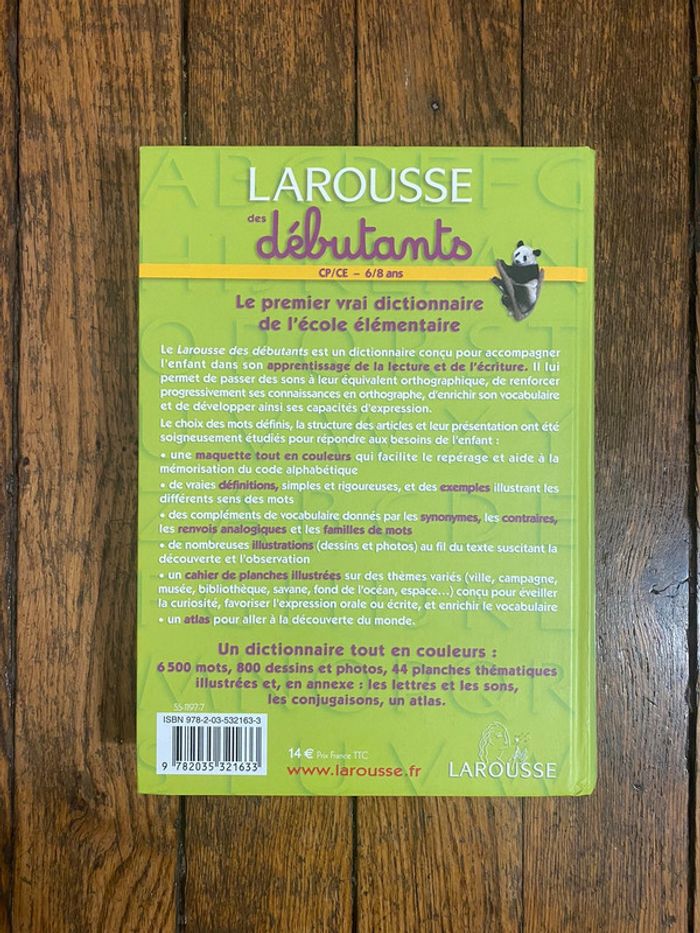 LAROUSSE
des
débutants
CP/CE – 6/8 ans
Le premier vrai dictionnaire
de l'école élémentaire
Le Larousse des débutants est un dictionnaire conçu pour accompagner
l'enfant dans son apprentissage de la lecture et de l'écriture. Il lui
permet de passer des sons à leur équivalent orthographique, de renforcer
progressivement ses connaissances en orthographe, d'enrichir son vocabulaire
et de développer ainsi ses capacités d'expression.
Le choix des mots définis, la structure des articles et leur présentation ont été
soigneusement étudiés pour répondre aux besoins de l'enfant :
• une maquette tout en couleurs qui facilite le repérage et aide à la
mémorisation du code alphabétique
• de vraies définitions, simples et rigoureuses, et des exemples illustrant les
différents sens des mots
• des compléments de vocabulaire donnés par les synonymes, les contraires,
les renvois analogiques et les familles de mots
• de nombreuses illustrations (dessins et photos) au fil du texte suscitant la
découverte et l'observation
• un cahier de planches illustrées sur des thèmes variés (ville, campagne,
musée, bibliothèque, savane, fond de l'océan, espace...) conçu pour éveiller
la curiosité, favoriser l'expression orale ou écrite, et enrichir le vocabulaire
• un atlas pour aller à la découverte du monde.
Un dictionnaire tout en couleurs :
6 500 mots, 800 dessins et photos, 44 planches thématiques
illustrées et, en annexe : les lettres et les sons,
les conjugaisons, un atlas.
55-1197-7
ISBN 978-2-03-532163-3
9 782035 321633
14 € Prix France TTC
www.larousse.fr
LAROUSSE